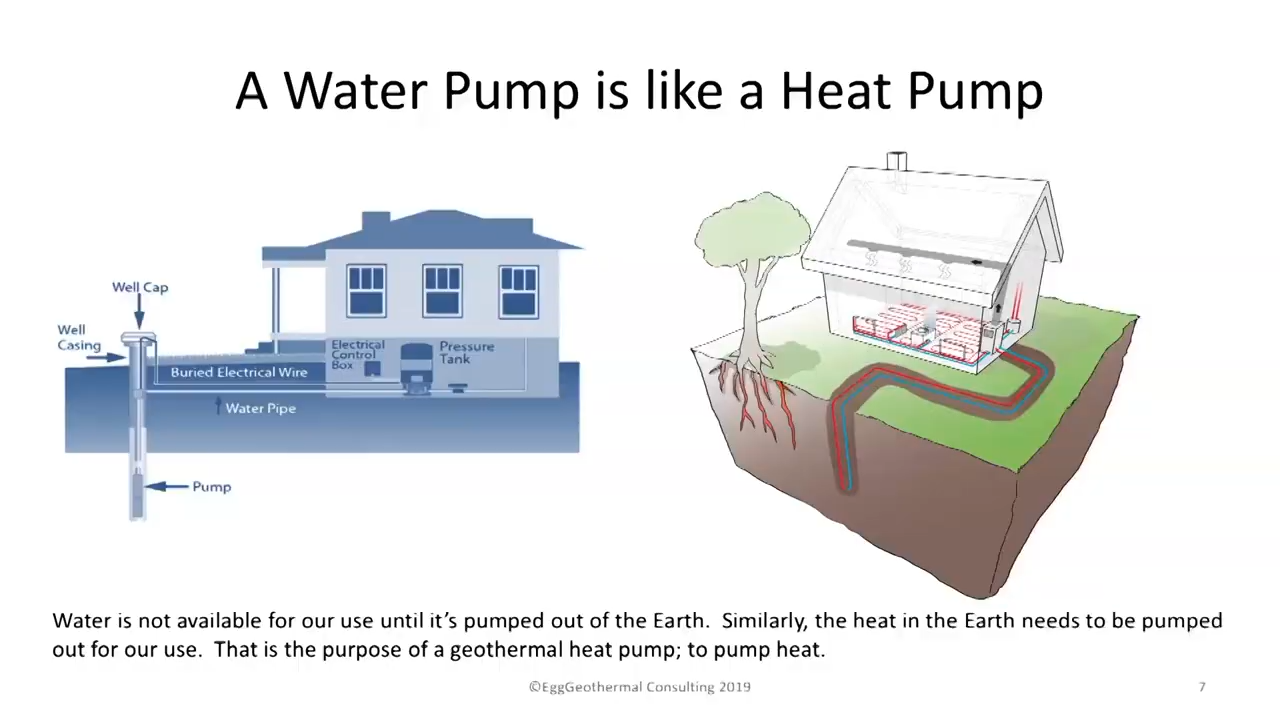 A Water Pump is like a Heat Pump
Well Cap
Well
Casing
Electrical
Control
Box
Pressure
Tank
Buried Electrical Wire
Water Pipe
Pump
Water is not available for our use until it’s pumped out of the Earth.  Similarly, the heat in the Earth needs to be pumped
out for our use.  That is the purpose of a geothermal heat pump; to pump heat.
©EggGeothermal Consulting 2019
7